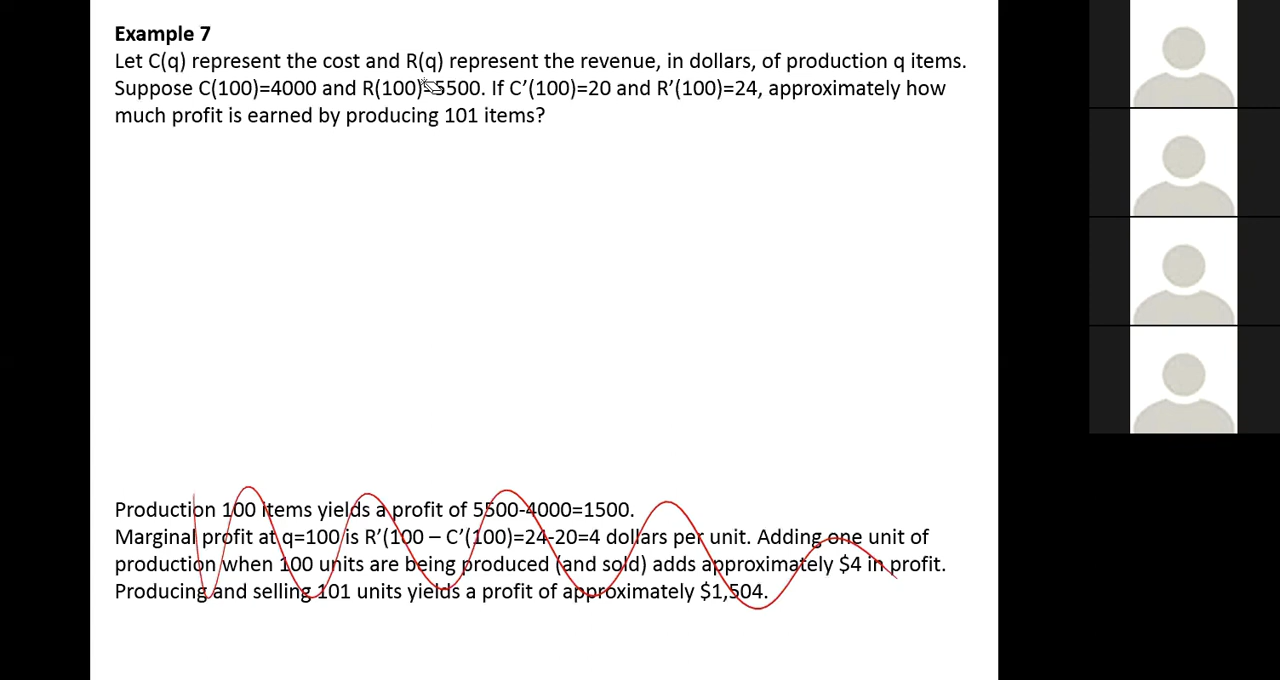 Example 7
Let C(q) represent the cost and R(q) represent the revenue, in dollars, of production q items.
Suppose C(100)=4000 and R(100)=5500. If C’(100)=20 and R’(100)=24, approximately how
much profit is earned by producing 101 items?
Production 100 items yields a profit of 5500-4000=1500.
Marginal profit at q=100 is R’(100 – C’(100)=24-20=4 dollars per unit. Adding one unit of
production when 100 units are being produced (and sold) adds approximately $4 in profit.
Producing and selling 101 units yields a profit of approximately $1,504.